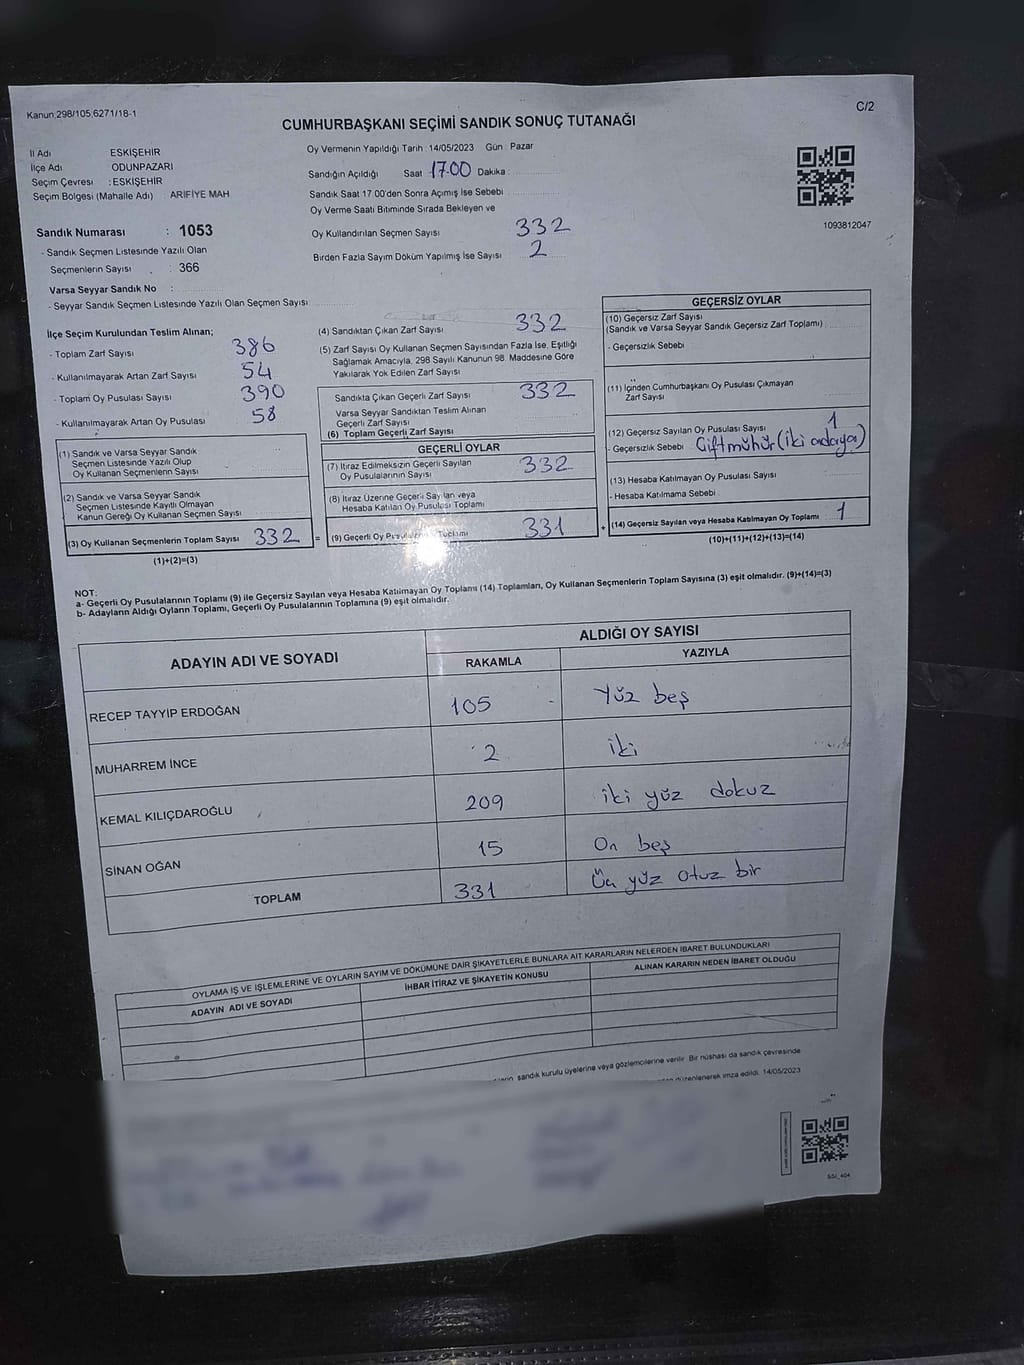 Kanun 298/105,6271/18-1
C/2
CUMHURBAŞKANI SEÇİMİ SANDIK SONUÇ TUTANAĞI
İl Adı ESKİŞEHİR
İlçe Adı ODUNPAZARI
Seçim Çevresi : ESKİŞEHİR
Seçim Bölgesi (Mahalle Adı) ARİFİYE MAH
Sandık Numarası : 1053
- Sandık Seçmen Listesinde Yazılı Olan
Seçmenlerin Sayısı : 366
Varsa Seyyar Sandık No :
- Seyyar Sandık Seçmen Listesinde Yazılı Olan Seçmen Sayısı
Oy Vermenin Yapıldığı Tarih : 14/05/2023 Gün : Pazar
Sandığın Açıldığı Saat 17.00 Dakika :
Sandık Saat 17 00'den Sonra Açımış İse Sebebi
Oy Verme Saati Bitiminde Sırada Bekleyen ve
Oy Kullandırılan Seçmen Sayısı 332
Birden Fazla Sayım Döküm Yapılmış İse Sayısı 2
1093812047
İlçe Seçim Kurulundan Teslim Alınan;
- Toplam Zarf Sayısı 386
- Kullanılmayarak Artan Zarf Sayısı 54
- Toplam Oy Pusulası Sayısı 390
- Kullanılmayarak Artan Oy Pusulası 58
(1) Sandık ve Varsa Seyyar Sandık
Seçmen Listesinde Yazılı Olup
Oy Kullanan Seçmenlerin Sayısı
(2) Sandık ve Varsa Seyyar Sandık
Seçmen Listesinde Kayıtlı Olmayan
Kanun Gereği Oy Kullanan Seçmen Sayısı
(3) Oy Kullanan Seçmenlerin Toplam Sayısı 332 =
(1)+(2)=(3)
(4) Sandıktan Çıkan Zarf Sayısı 332
(5) Zarf Sayısı Oy Kullanan Seçmen Sayısından Fazla İse, Eşitliği
Sağlamak Amacıyla, 298 Sayılı Kanunun 98. Maddesine Göre
Yakılarak Yok Edilen Zarf Sayısı
Sandıkta Çıkan Geçerli Zarf Sayısı 332
Varsa Seyyar Sandıktan Teslim Alınan
Geçerli Zarf Sayısı
(6) Toplam Geçerli Zarf Sayısı
GEÇERLİ OYLAR
(7) İtiraz Edilmeksizin Geçerli Sayılan
Oy Pusulalarının Sayısı 332
(8) İtiraz Üzerine Geçerli Sayılan veya
Hesaba Katılan Oy Pusulası Toplamı
(9) Geçerli Oy Pusulalarının Toplamı 331 +
GEÇERSİZ OYLAR
(10) Geçersiz Zarf Sayısı
(Sandık ve Varsa Seyyar Sandık Geçersiz Zarf Toplamı)
- Geçersizlik Sebebi
(11) İçinden Cumhurbaşkanı Oy Pusulası Çıkmayan
Zarf Sayısı
(12) Geçersiz Sayılan Oy Pusulası Sayısı 1
- Geçersizlik Sebebi Çift mühür (iki adaya)
(13) Hesaba Katılmayan Oy Pusulası Sayısı
- Hesaba Katılmama Sebebi
(14) Geçersiz Sayılan veya Hesaba Katılmayan Oy Toplamı 1
(10)+(11)+(12)+(13)=(14)
NOT:
a- Geçerli Oy Pusulalarının Toplamı (9) ile Geçersiz Sayılan veya Hesaba Katılmayan Oy Toplamı (14) Toplamları, Oy Kullanan Seçmenlerin Toplam Sayısına (3) eşit olmalıdır. (9)+(14)=(3)
b- Adayların Aldığı Oyların Toplamı, Geçerli Oy Pusulalarının Toplamına (9) eşit olmalıdır.
ADAYIN ADI VE SOYADI
ALDIĞI OY SAYISI
RAKAMLA YAZIYLA
RECEP TAYYİP ERDOĞAN 105 Yüz beş
MUHARREM İNCE 2 iki
KEMAL KILIÇDAROĞLU 209 iki yüz dokuz
SİNAN OĞAN 15 On beş
TOPLAM 331 Üç yüz otuz bir
OYLAMA İŞ VE İŞLEMLERİNE VE OYLARIN SAYIM VE DÖKÜMÜNE DAİR ŞİKAYETLERLE BUNLARA AİT KARARLARIN NELERDEN İBARET BULUNDUKLARI
ADAYIN ADI VE SOYADI İHBAR İTİRAZ VE ŞİKAYETİN KONUSU ALINAN KARARIN NEDEN İBARET OLDUĞU
sandık kurulu üyelerine veya gözlemcilerine verilir. Bir nüshası da sandık çevresinde
düzenlenerek imza edildi. 14/05/2023